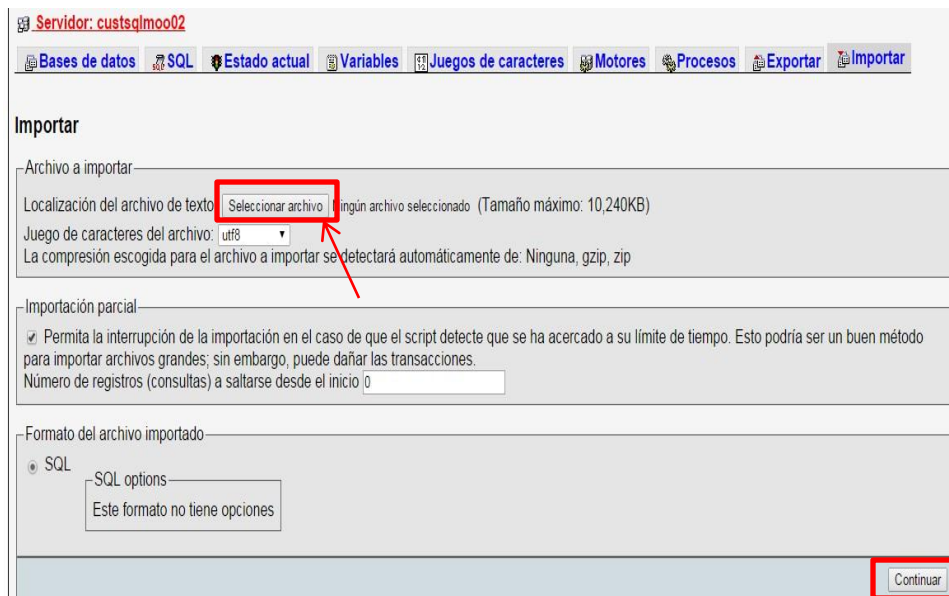 Servidor: custsqlmoo02
Bases de datos SQL Estado actual Variables Juegos de caracteres Motores Procesos Exportar Importar
Importar
Archivo a importar
Localización del archivo de texto Seleccionar archivo Ningún archivo seleccionado (Tamaño máximo: 10,240KB)
Juego de caracteres del archivo: utf8
La compresión escogida para el archivo a importar se detectará automáticamente de: Ninguna, gzip, zip
Importación parcial
Permita la interrupción de la importación en el caso de que el script detecte que se ha acercado a su límite de tiempo. Esto podría ser un buen método
para importar archivos grandes; sin embargo, puede dañar las transacciones.
Número de registros (consultas) a saltarse desde el inicio 0
Formato del archivo importado
SQL
SQL options
Este formato no tiene opciones
Continuar